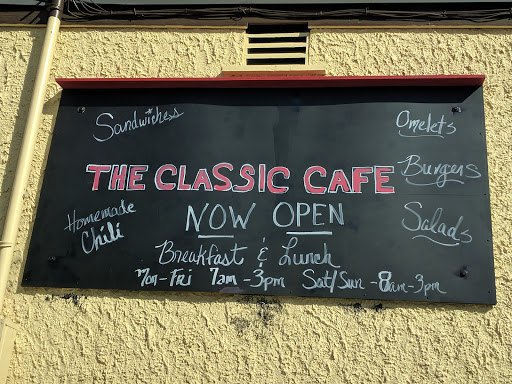 Sandwiches
Omelets
THE CLASSIC CAFE
Burgers
Homemade
Chili
NOW OPEN
Salads
Breakfast & Lunch
Mon-Fri 7am-3pm Sat/Sun-8am-3pm